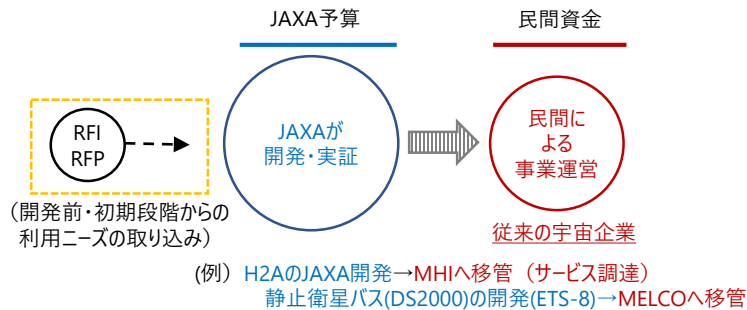 JAXA予算
民間資金
RFI
RFP
JAXAが
開発・実証
民間に
よる
事業運営
(開発前・初期段階からの
利用ニーズの取り込み)
従来の宇宙企業
(例) H2AのJAXA開発→MHIへ移管（サービス調達）
静止衛星バス(DS2000)の開発(ETS-8)→MELCOへ移管